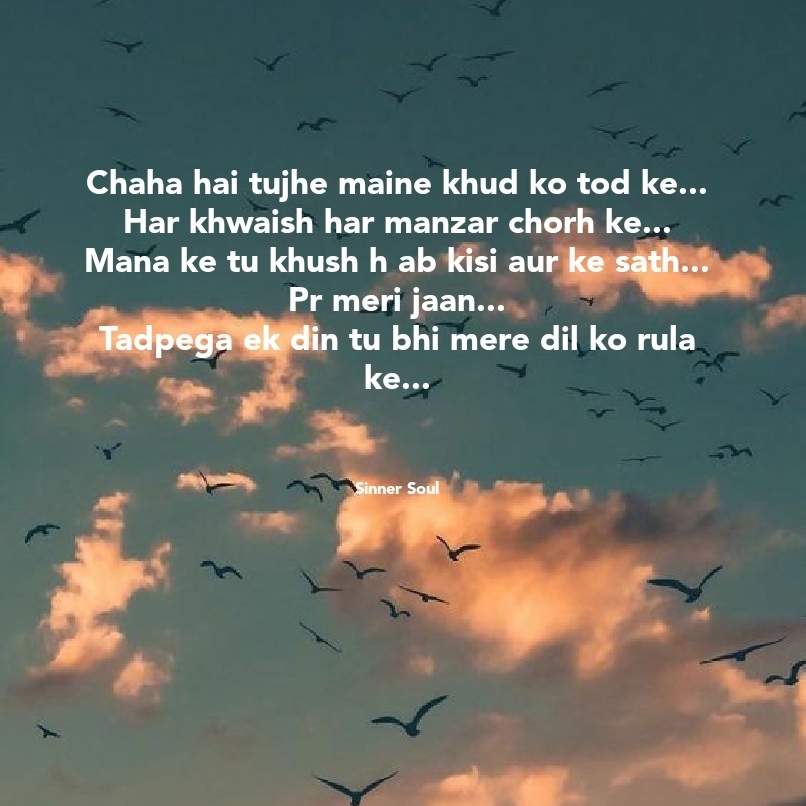 Chaha hai tujhe maine khud ko tod ke...
Har khwaish har manzar chorh ke...
Mana ke tu khush h ab kisi aur ke sath...
Pr meri jaan...
Tadpega ek din tu bhi mere dil ko rula
ke...
Sinner Soul